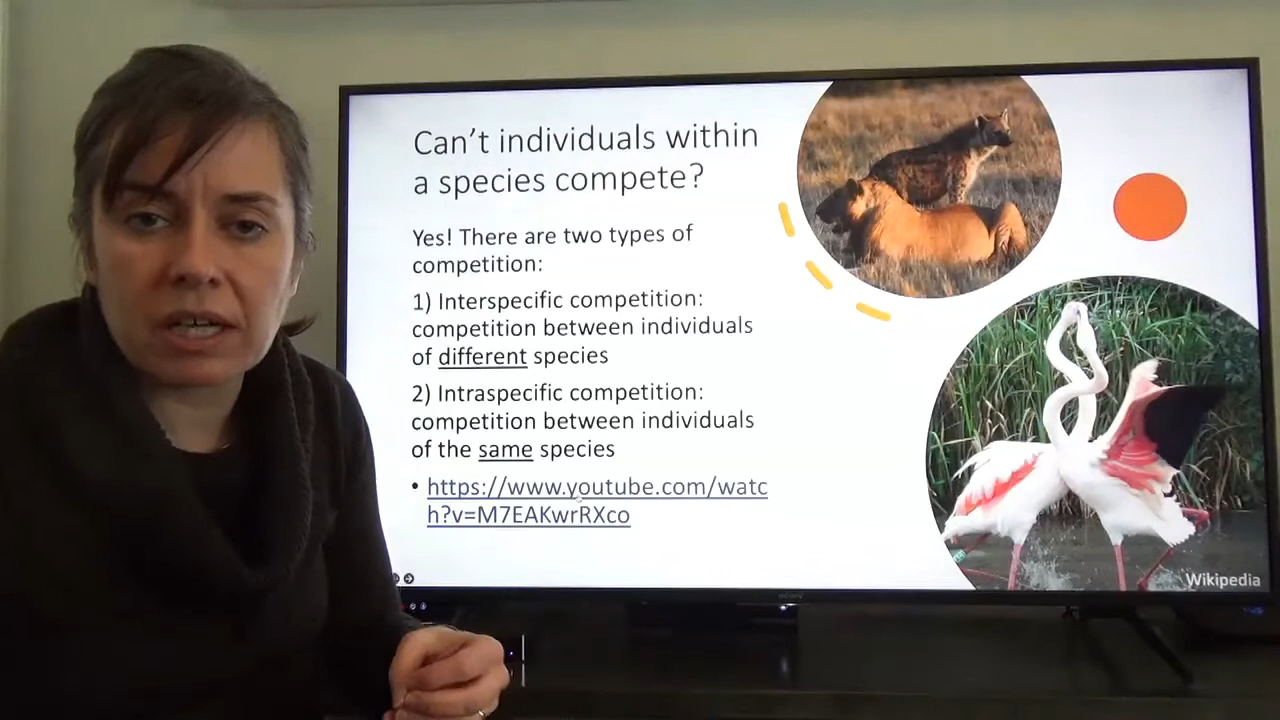 Can't individuals within
a species compete?
Yes! There are two types of
competition:
1) Interspecific competition:
competition between individuals
of different species
2) Intraspecific competition:
competition between individuals
of the same species
• https://www.youtube.com/watc
h?v=M7EAKwrRXco
Wikipedia
SONY